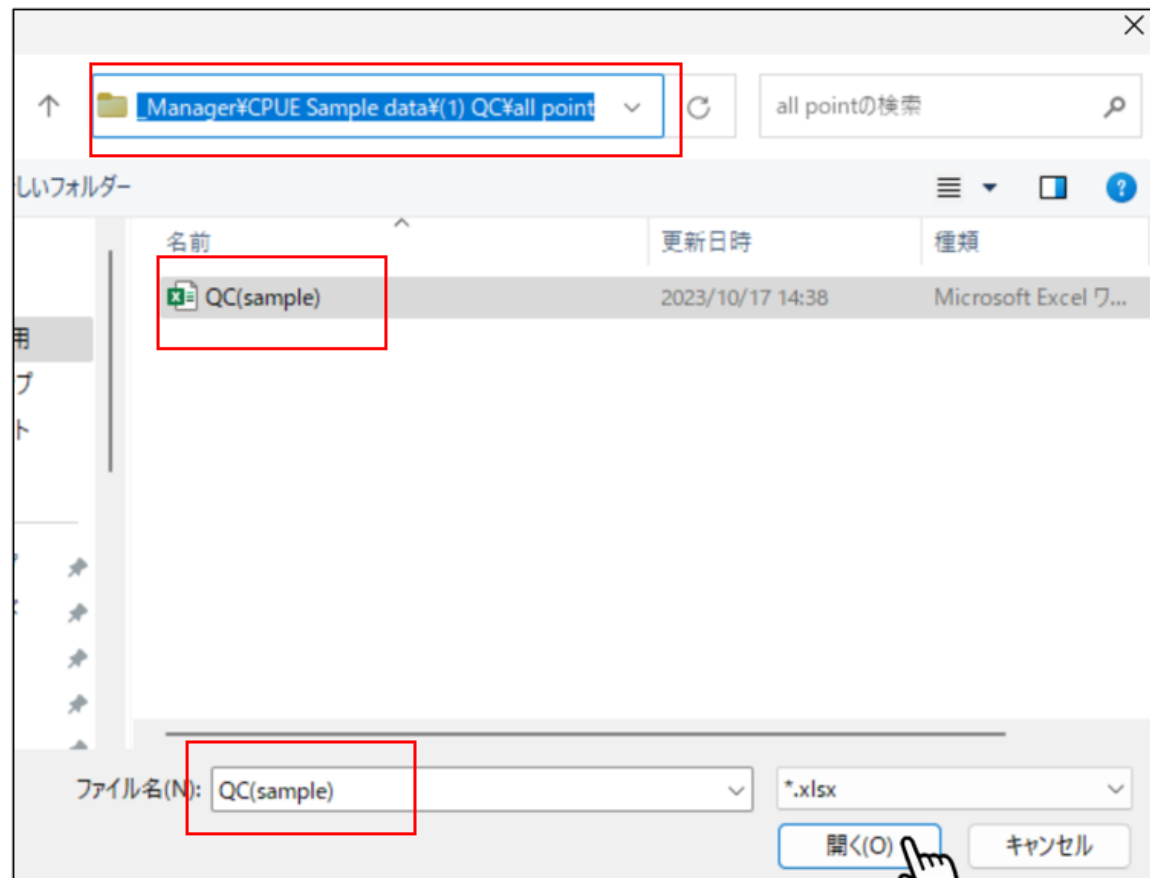 _Manager¥CPUE Sample data¥(1) QC¥all point
all pointの検索
しいフォルダー
名前 更新日時 種類
QC(sample) 2023/10/17 14:38 Microsoft Excel ワ...
用
プ
ト
ファイル名(N): QC(sample) *.xlsx
開く(O) キャンセル